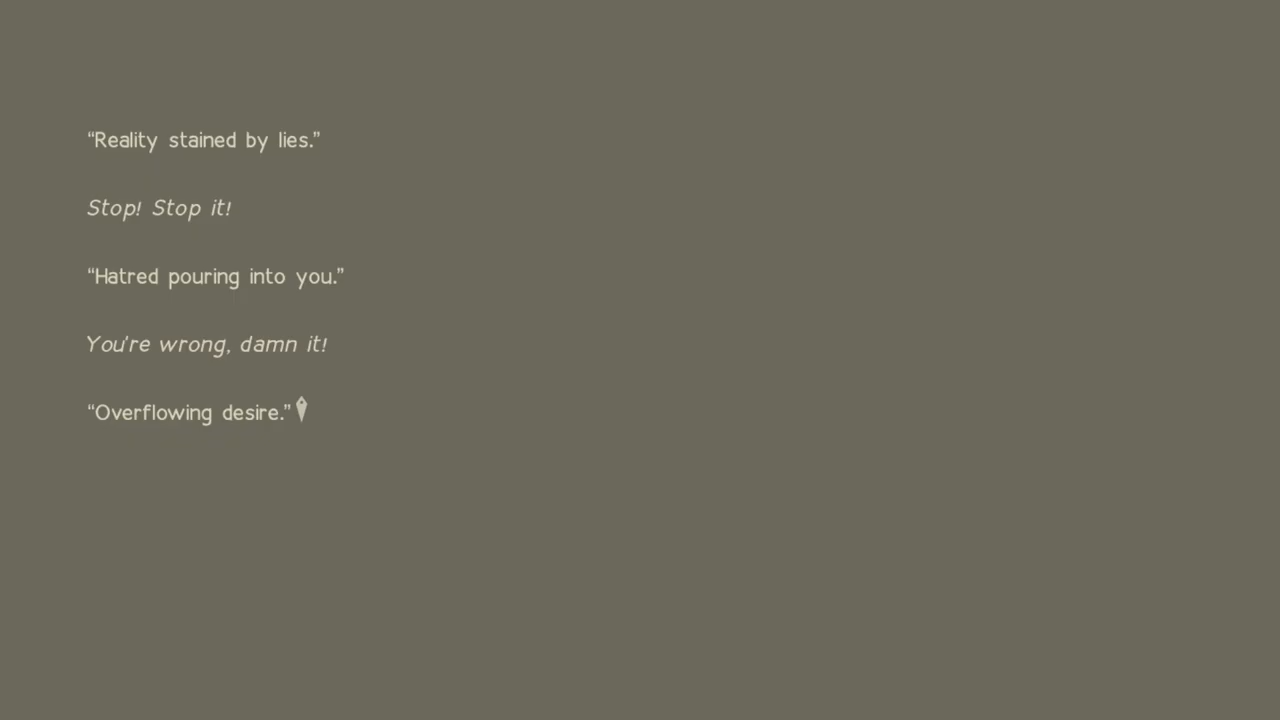 “Reality stained by lies.”
Stop! Stop it!
“Hatred pouring into you.”
You're wrong, damn it!
“Overflowing desire.”